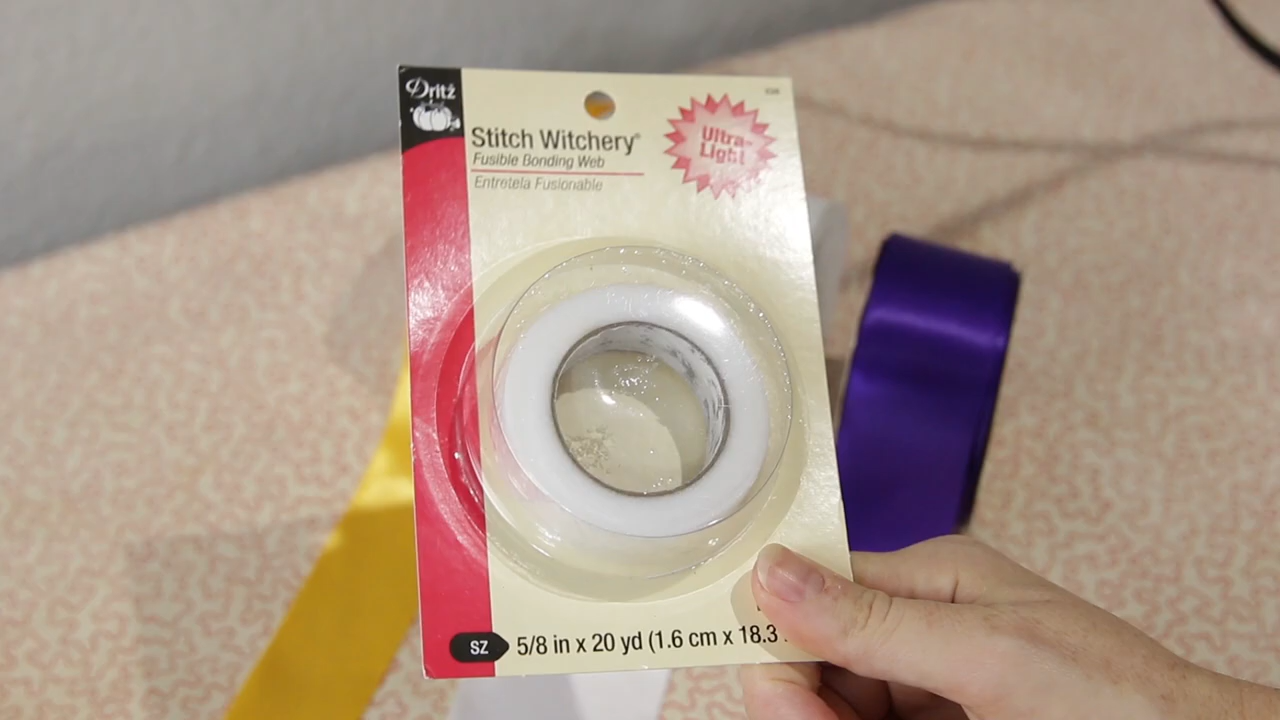 Dritz
Stitch Witchery®
Fusible Bonding Web
Entretela Fusionable
Ultra-
Light
SZ 5/8 in x 20 yd (1.6 cm x 18.3